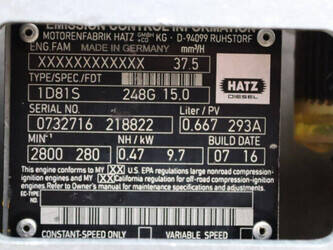 EMISSION CONTROL INFORMATION
MOTORENFABRIK HATZ GMBH +CO KG · D-94099 RUHSTORF
ENG FAM MADE IN GERMANY mm³/H
XXXXXXXXXXXX 37.5
TYPE/SPEC/FDT
1D81S 248G 15.0
HATZ
DIESEL
SERIAL NO. Liter / PV
0732716 218822 0.667 293A
MIN⁻¹ NH / kW BUILD DATE
2800 280 0.47 9.7 07 16
This engine conforms to MY XX U.S. EPA regulations large nonroad compression-
ignition engines and to MY XX California regulation for off-road compression-ignition
engines. Refer to Owner's manual for maintenance specifications and adjustments.
EC-TYPE-
NO.
CONSTANT-SPEED ONLY VARIABLE-SPEED